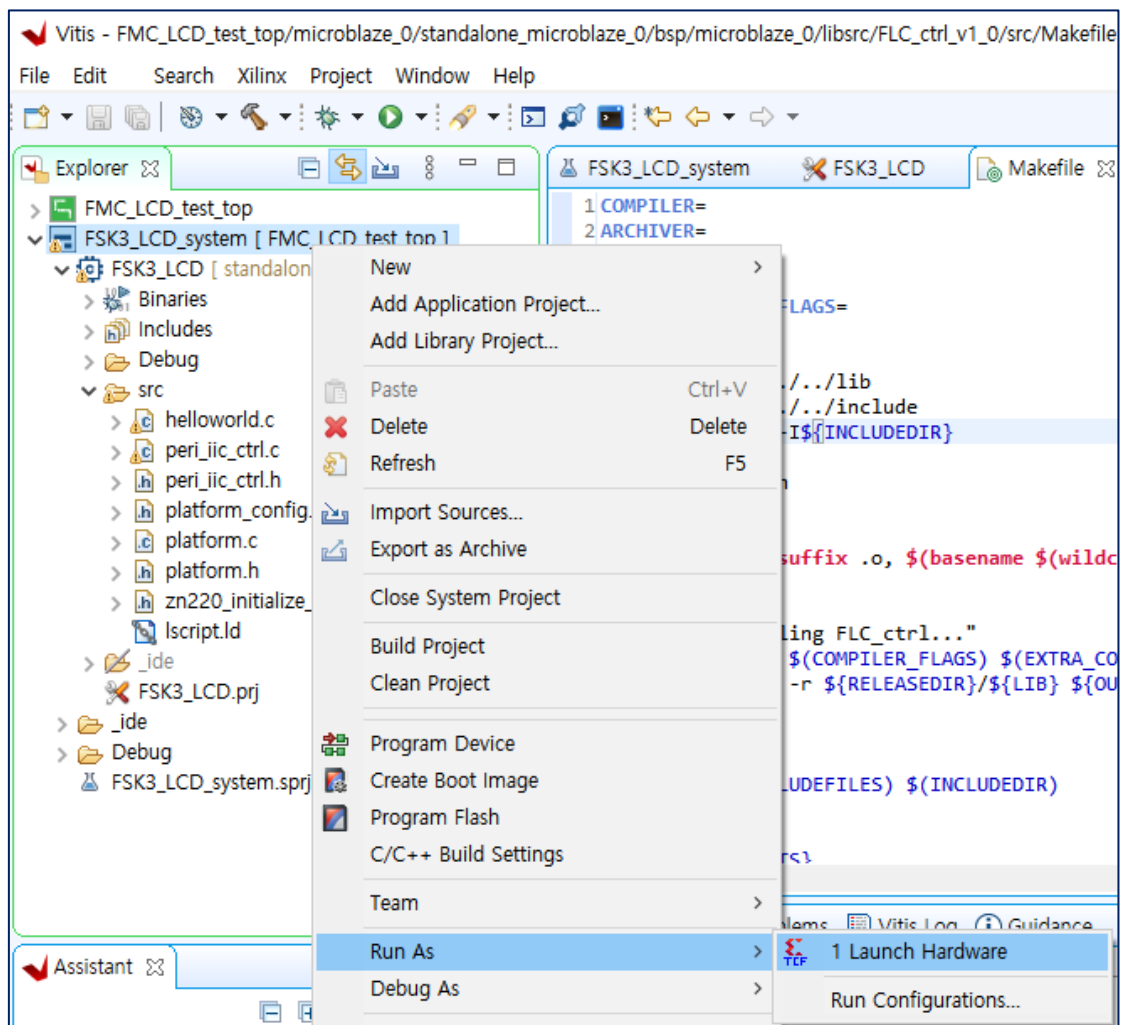 Vitis - FMC_LCD_test_top/microblaze_0/standalone_microblaze_0/bsp/microblaze_0/libsrc/FLC_ctrl_v1_0/src/Makefile
File Edit Search Xilinx Project Window Help
Explorer
FMC_LCD_test_top
FSK3_LCD_system [ FMC_LCD_test_top ]
FSK3_LCD [ standalon
Binaries
Includes
Debug
src
helloworld.c
peri_iic_ctrl.c
peri_iic_ctrl.h
platform_config.
platform.c
platform.h
zn220_initialize_
lscript.ld
_ide
FSK3_LCD.prj
_ide
Debug
FSK3_LCD_system.sprj
Assistant
FSK3_LCD_system FSK3_LCD Makefile
1 COMPILER=
2 ARCHIVER=
FLAGS=
./../lib
./../include
-I${INCLUDEDIR}
suffix .o, $(basename $(wildc
ling FLC_ctrl..."
$(COMPILER_FLAGS) $(EXTRA_CO
-r ${RELEASEDIR}/${LIB} ${OU
LUDEFILES) $(INCLUDEDIR)
TS}
Vitis Log Guidance
New
Add Application Project...
Add Library Project...
Paste Ctrl+V
Delete Delete
Refresh F5
Import Sources...
Export as Archive
Close System Project
Build Project
Clean Project
Program Device
Create Boot Image
Program Flash
C/C++ Build Settings
Team
Run As
Debug As
TCF 1 Launch Hardware
Run Configurations...